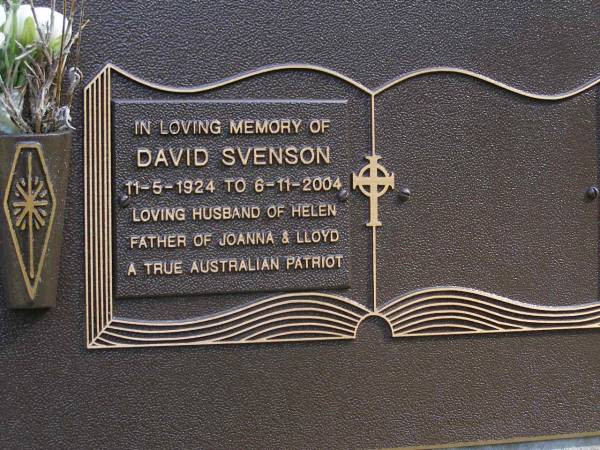 IN LOVING MEMORY OF
DAVID SVENSON
11-5-1924 TO 6-11-2004
LOVING HUSBAND OF HELEN
FATHER OF JOANNA & LLOYD
A TRUE AUSTRALIAN PATRIOT